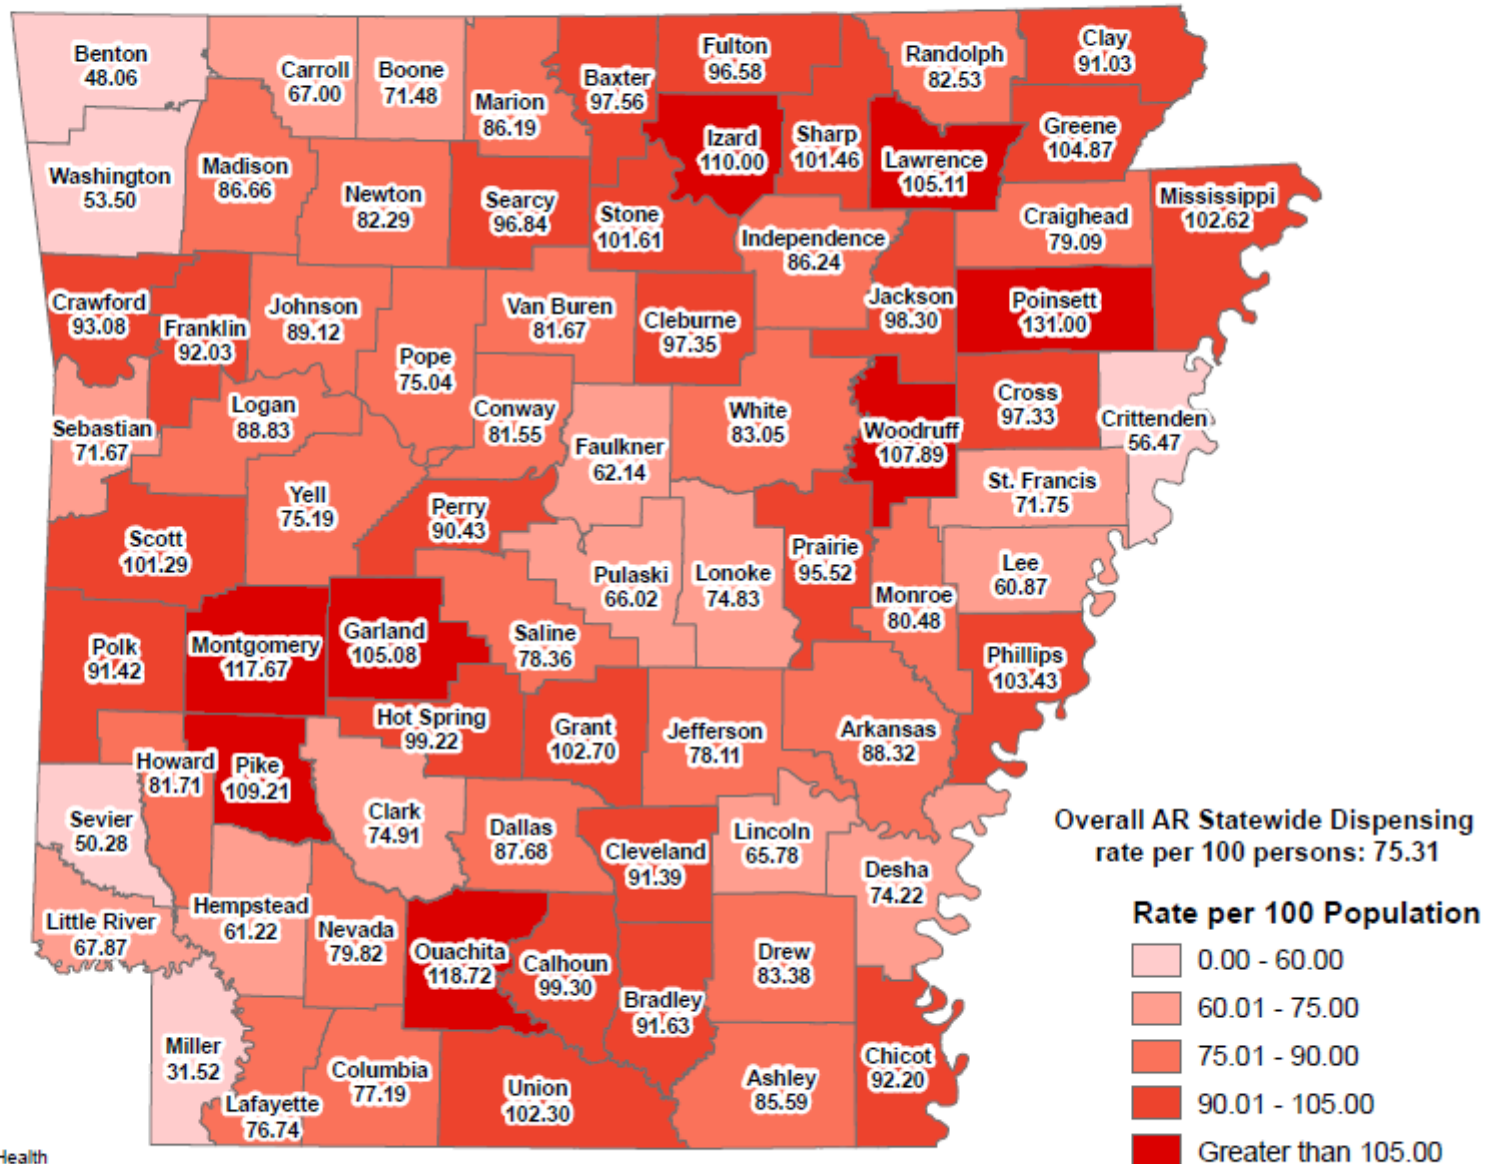 Benton
48.06
Carroll
67.00
Boone
71.48
Marion
86.19
Baxter
97.56
Fulton
96.58
Randolph
82.53
Clay
91.03
Washington
53.50
Madison
86.66
Newton
82.29
Searcy
96.84
Stone
101.61
Izard
110.00
Sharp
101.46
Lawrence
105.11
Greene
104.87
Independence
86.24
Craighead
79.09
Mississippi
102.62
Crawford
93.08
Franklin
92.03
Johnson
89.12
Pope
75.04
Van Buren
81.67
Cleburne
97.35
Jackson
98.30
Poinsett
131.00
Sebastian
71.67
Logan
88.83
Conway
81.55
Faulkner
62.14
White
83.05
Woodruff
107.89
Cross
97.33
Crittenden
56.47
Yell
75.19
Perry
90.43
St. Francis
71.75
Scott
101.29
Pulaski
66.02
Lonoke
74.83
Prairie
95.52
Monroe
80.48
Lee
60.87
Polk
91.42
Montgomery
117.67
Garland
105.08
Saline
78.36
Phillips
103.43
Hot Spring
99.22
Grant
102.70
Jefferson
78.11
Arkansas
88.32
Howard
81.71
Pike
109.21
Sevier
50.28
Clark
74.91
Dallas
87.68
Cleveland
91.39
Lincoln
65.78
Desha
74.22
Little River
67.87
Hempstead
61.22
Nevada
79.82
Ouachita
118.72
Calhoun
99.30
Bradley
91.63
Drew
83.38
Miller
31.52
Lafayette
76.74
Columbia
77.19
Union
102.30
Ashley
85.59
Chicot
92.20
Overall AR Statewide Dispensing
rate per 100 persons: 75.31
Rate per 100 Population
0.00 - 60.00
60.01 - 75.00
75.01 - 90.00
90.01 - 105.00
Greater than 105.00
Health